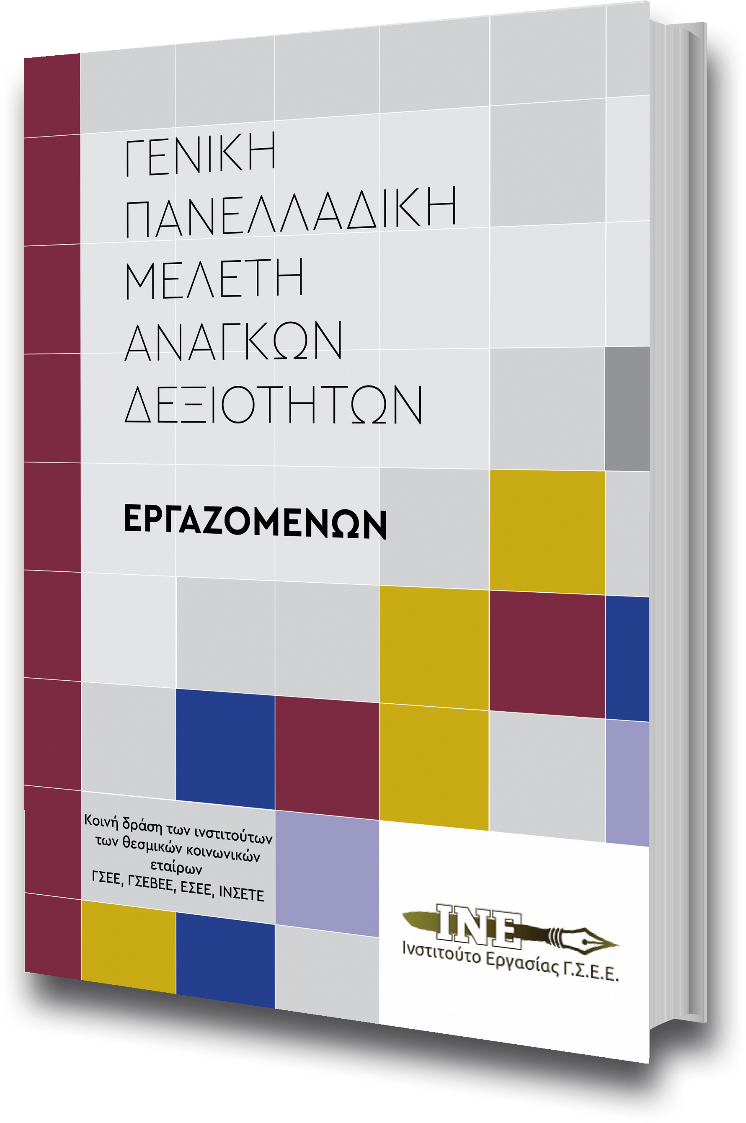 ΓΕΝΙΚΗ
ΠΑΝΕΛΛΑΔΙΚΗ
ΜΕΛΕΤΗ
ΑΝΑΓΚΩΝ
ΔΕΞΙΟΤΗΤΩΝ
ΕΡΓΑΖΟΜΕΝΩΝ
Κοινή δράση των ινστιτούτων
των θεσμικών κοινωνικών
εταίρων
ΓΣΕΕ, ΓΣΕΒΕΕ, ΕΣΕΕ, ΙΝΣΕΤΕ
ΙΝΕ
Ινστιτούτο Εργασίας Γ.Σ.Ε.Ε.